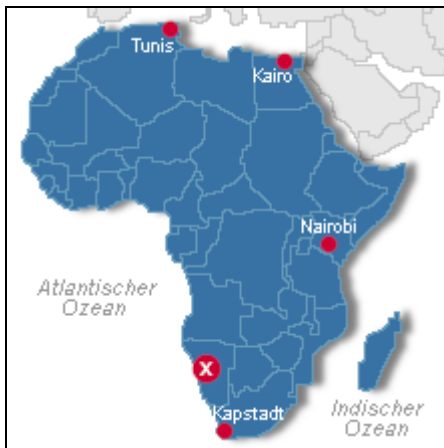 Tunis
Kairo
Nairobi
Atlantischer
Ozean
X
Kapstadt
Indischer
Ozean